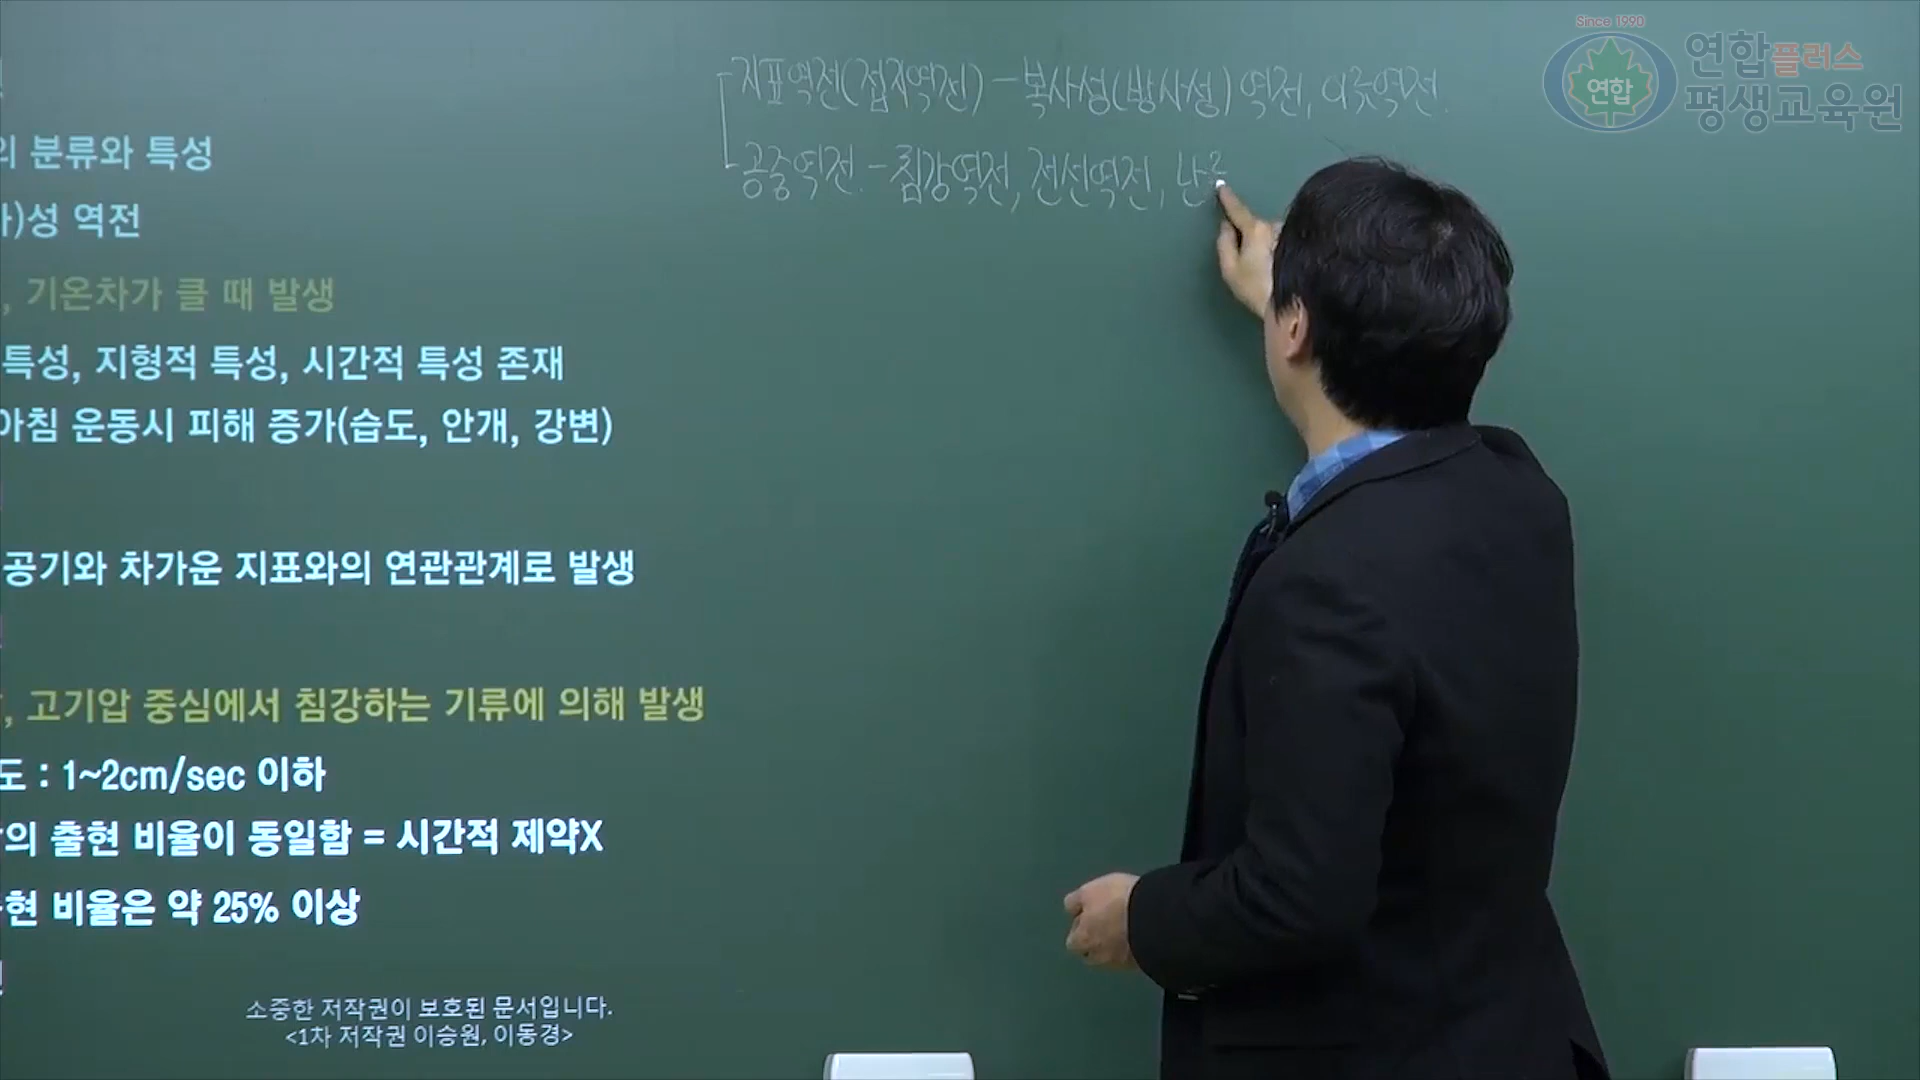 Since 1990
연합
연합플러스
평생교육원
지표역전(접지역전) - 복사성(방사성) 역전, 이류역전.
공중역전. - 침강역전, 전선역전, 난류
의 분류와 특성
)성 역전
, 기온차가 클 때 발생
특성, 지형적 특성, 시간적 특성 존재
아침 운동시 피해 증가(습도, 안개, 강변)
공기와 차가운 지표와의 연관관계로 발생
, 고기압 중심에서 침강하는 기류에 의해 발생
도 : 1~2cm/sec 이하
의 출현 비율이 동일함 = 시간적 제약X
현 비율은 약 25% 이상
소중한 저작권이 보호된 문서입니다.
<1차 저작권 이승원, 이동경>